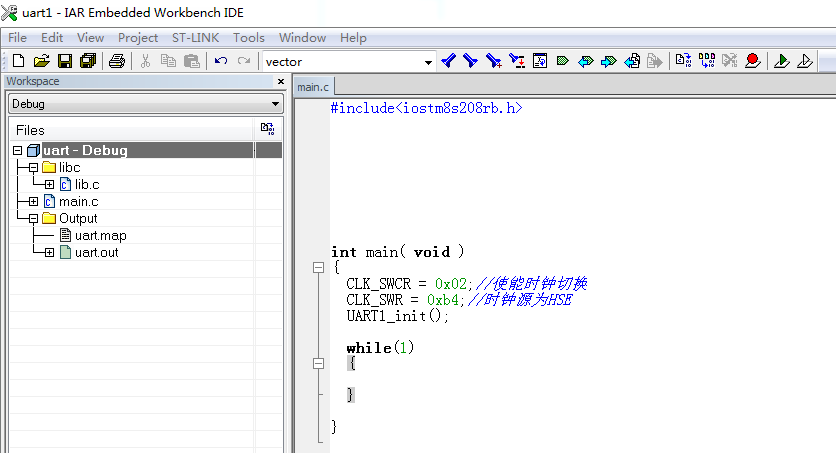 uart1 - IAR Embedded Workbench IDE
File Edit View Project ST-LINK Tools Window Help
vector
Workspace
Debug
Files
uart - Debug
libc
lib.c
main.c
Output
uart.map
uart.out
main.c
#include<iostm8s208rb.h>
int main( void )
{
CLK_SWCR = 0x02;//使能时钟切换
CLK_SWR = 0xb4;//时钟源为HSE
UART1_init();
while(1)
{
}
}